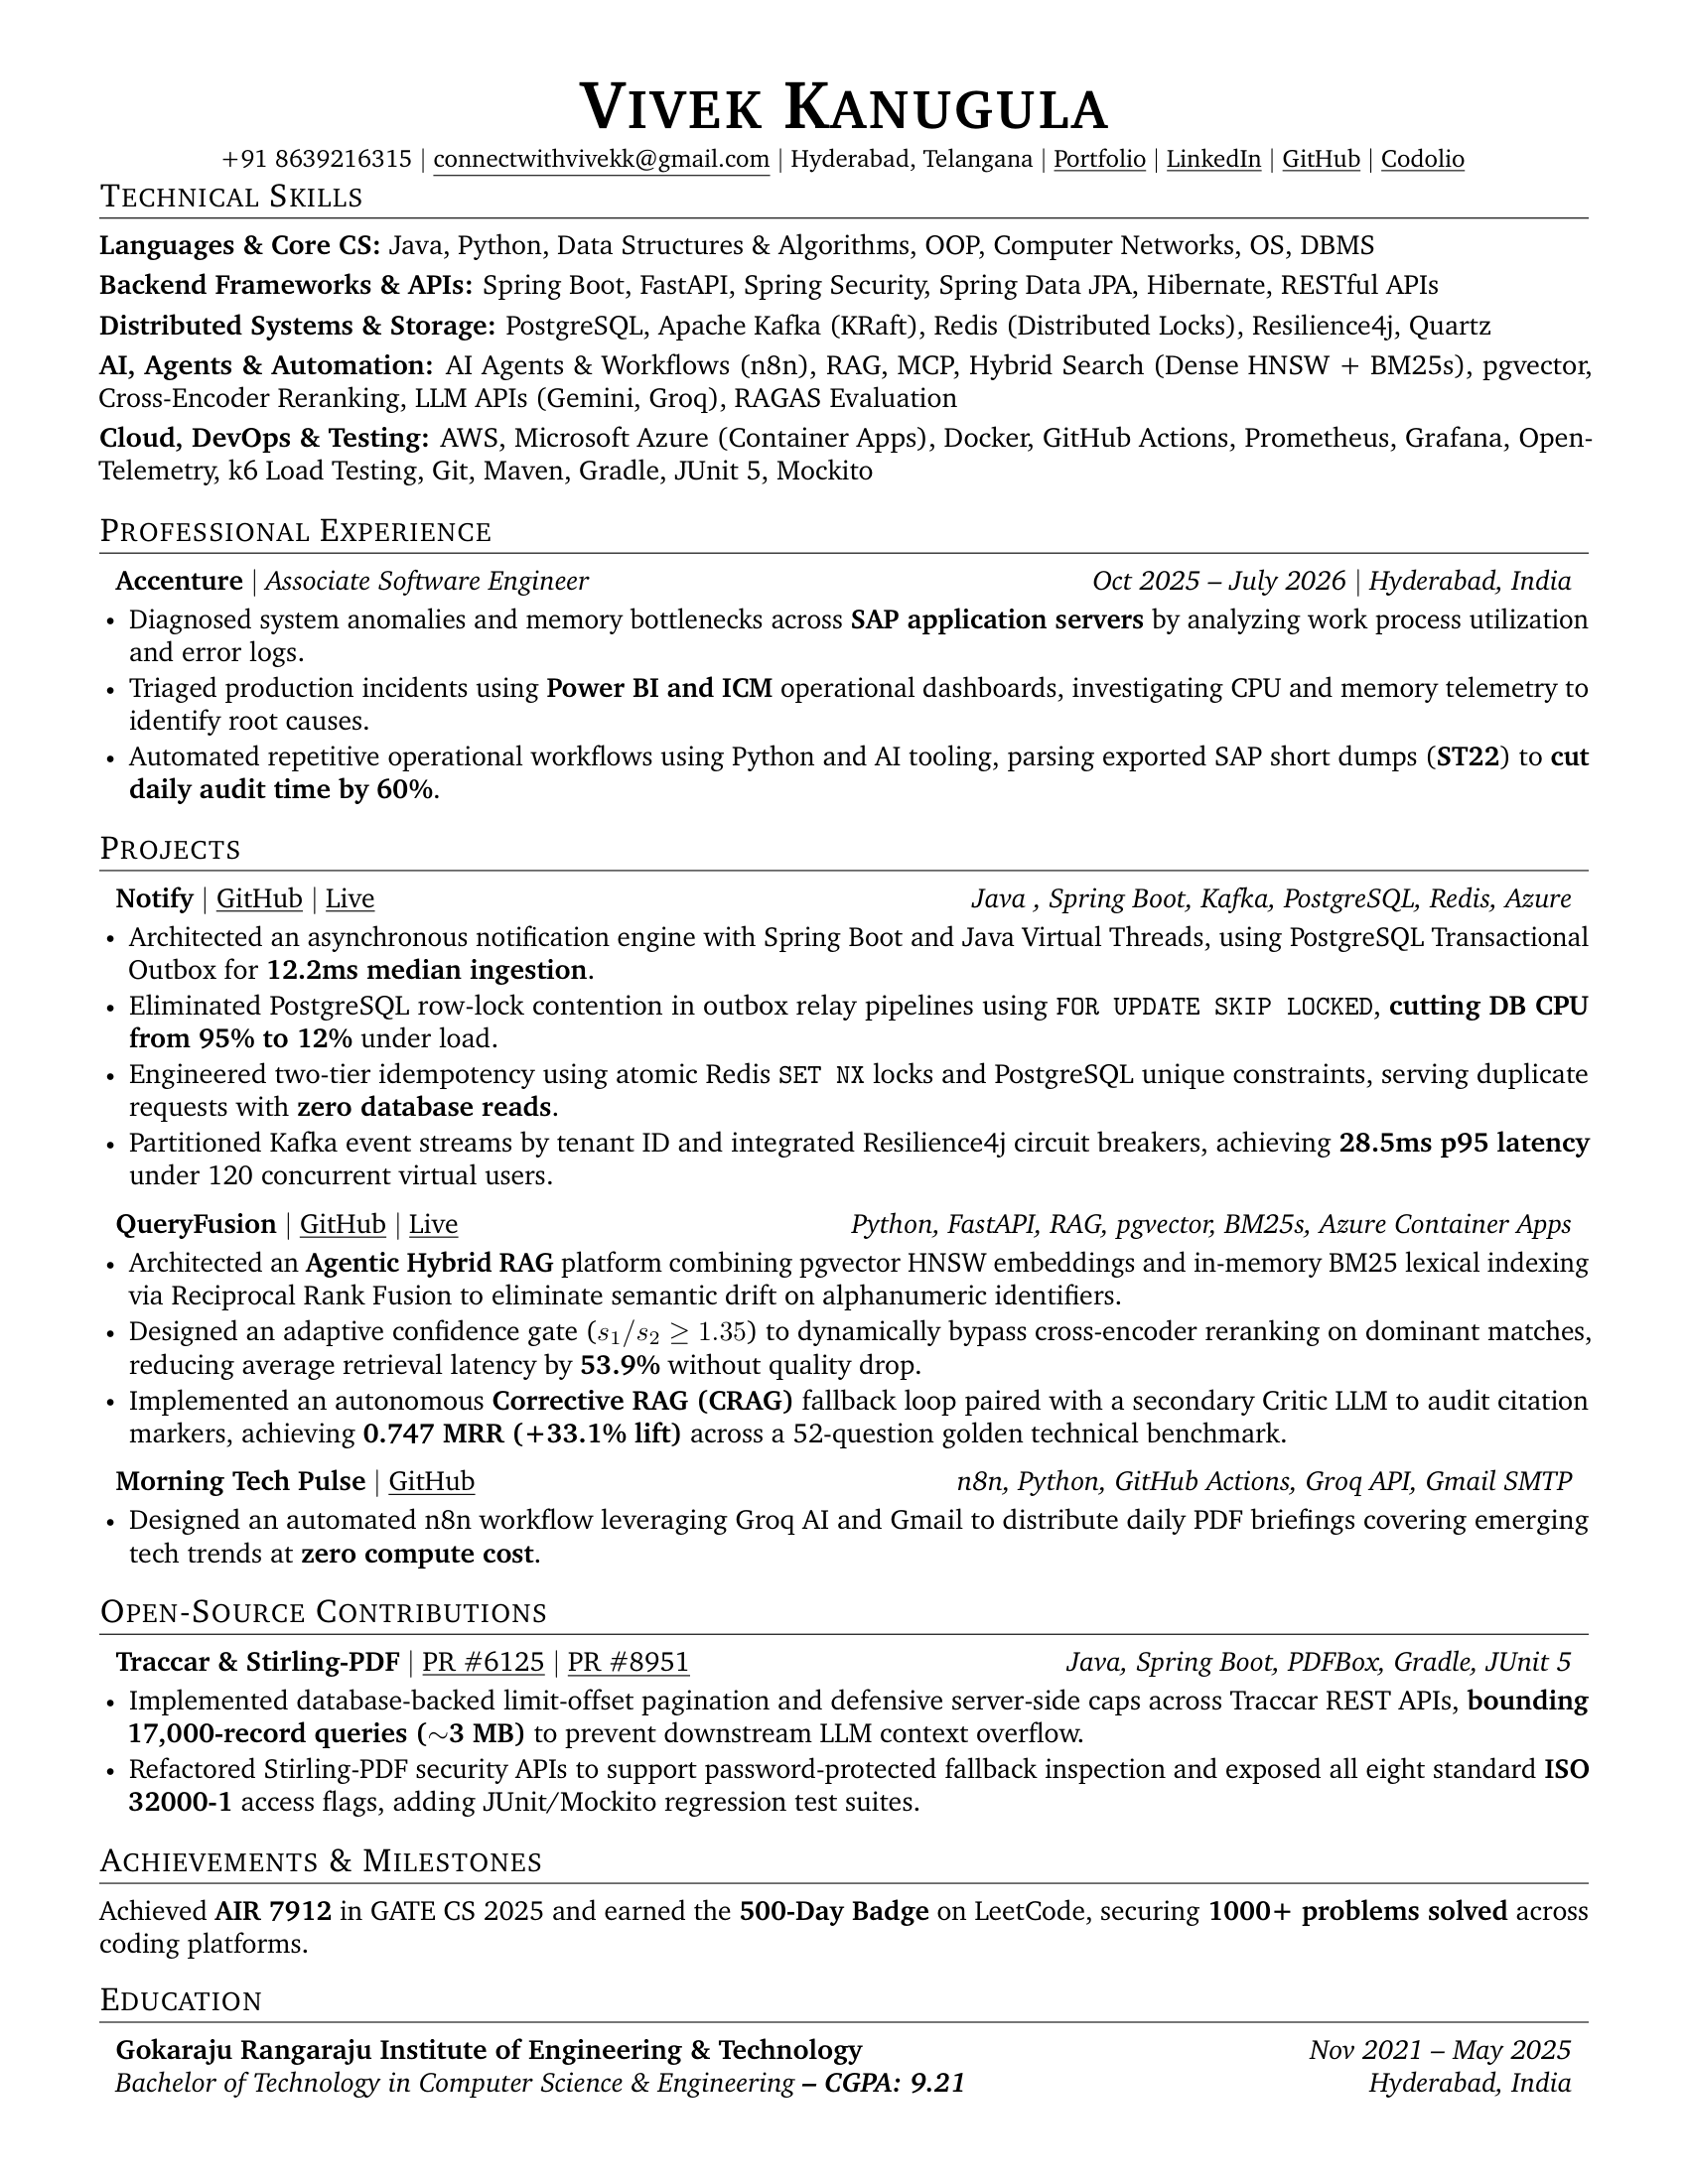 VIVEK KANUGULA
+91 8639216315 | connectwithvivekk@gmail.com | Hyderabad, Telangana | Portfolio | LinkedIn | GitHub | Codolio
TECHNICAL SKILLS
Languages & Core CS: Java, Python, Data Structures & Algorithms, OOP, Computer Networks, OS, DBMS
Backend Frameworks & APIs: Spring Boot, FastAPI, Spring Security, Spring Data JPA, Hibernate, RESTful APIs
Distributed Systems & Storage: PostgreSQL, Apache Kafka (KRaft), Redis (Distributed Locks), Resilience4j, Quartz
AI, Agents & Automation: AI Agents & Workflows (n8n), RAG, MCP, Hybrid Search (Dense HNSW + BM25s), pgvector,
Cross-Encoder Reranking, LLM APIs (Gemini, Groq), RAGAS Evaluation
Cloud, DevOps & Testing: AWS, Microsoft Azure (Container Apps), Docker, GitHub Actions, Prometheus, Grafana, Open-
Telemetry, k6 Load Testing, Git, Maven, Gradle, JUnit 5, Mockito
PROFESSIONAL EXPERIENCE
Accenture | Associate Software Engineer Oct 2025 – July 2026 | Hyderabad, India
• Diagnosed system anomalies and memory bottlenecks across SAP application servers by analyzing work process utilization
and error logs.
• Triaged production incidents using Power BI and ICM operational dashboards, investigating CPU and memory telemetry to
identify root causes.
• Automated repetitive operational workflows using Python and AI tooling, parsing exported SAP short dumps (ST22) to cut
daily audit time by 60%.
PROJECTS
Notify | GitHub | Live Java , Spring Boot, Kafka, PostgreSQL, Redis, Azure
• Architected an asynchronous notification engine with Spring Boot and Java Virtual Threads, using PostgreSQL Transactional
Outbox for 12.2ms median ingestion.
• Eliminated PostgreSQL row-lock contention in outbox relay pipelines using FOR UPDATE SKIP LOCKED, cutting DB CPU
from 95% to 12% under load.
• Engineered two-tier idempotency using atomic Redis SET NX locks and PostgreSQL unique constraints, serving duplicate
requests with zero database reads.
• Partitioned Kafka event streams by tenant ID and integrated Resilience4j circuit breakers, achieving 28.5ms p95 latency
under 120 concurrent virtual users.
QueryFusion | GitHub | Live Python, FastAPI, RAG, pgvector, BM25s, Azure Container Apps
• Architected an Agentic Hybrid RAG platform combining pgvector HNSW embeddings and in-memory BM25 lexical indexing
via Reciprocal Rank Fusion to eliminate semantic drift on alphanumeric identifiers.
• Designed an adaptive confidence gate (s₁/s₂ ≥ 1.35) to dynamically bypass cross-encoder reranking on dominant matches,
reducing average retrieval latency by 53.9% without quality drop.
• Implemented an autonomous Corrective RAG (CRAG) fallback loop paired with a secondary Critic LLM to audit citation
markers, achieving 0.747 MRR (+33.1% lift) across a 52-question golden technical benchmark.
Morning Tech Pulse | GitHub n8n, Python, GitHub Actions, Groq API, Gmail SMTP
• Designed an automated n8n workflow leveraging Groq AI and Gmail to distribute daily PDF briefings covering emerging
tech trends at zero compute cost.
OPEN-SOURCE CONTRIBUTIONS
Traccar & Stirling-PDF | PR #6125 | PR #8951 Java, Spring Boot, PDFBox, Gradle, JUnit 5
• Implemented database-backed limit-offset pagination and defensive server-side caps across Traccar REST APIs, bounding
17,000-record queries (~3 MB) to prevent downstream LLM context overflow.
• Refactored Stirling-PDF security APIs to support password-protected fallback inspection and exposed all eight standard ISO
32000-1 access flags, adding JUnit/Mockito regression test suites.
ACHIEVEMENTS & MILESTONES
Achieved AIR 7912 in GATE CS 2025 and earned the 500-Day Badge on LeetCode, securing 1000+ problems solved across
coding platforms.
EDUCATION
Gokaraju Rangaraju Institute of Engineering & Technology Nov 2021 – May 2025
Bachelor of Technology in Computer Science & Engineering – CGPA: 9.21 Hyderabad, India